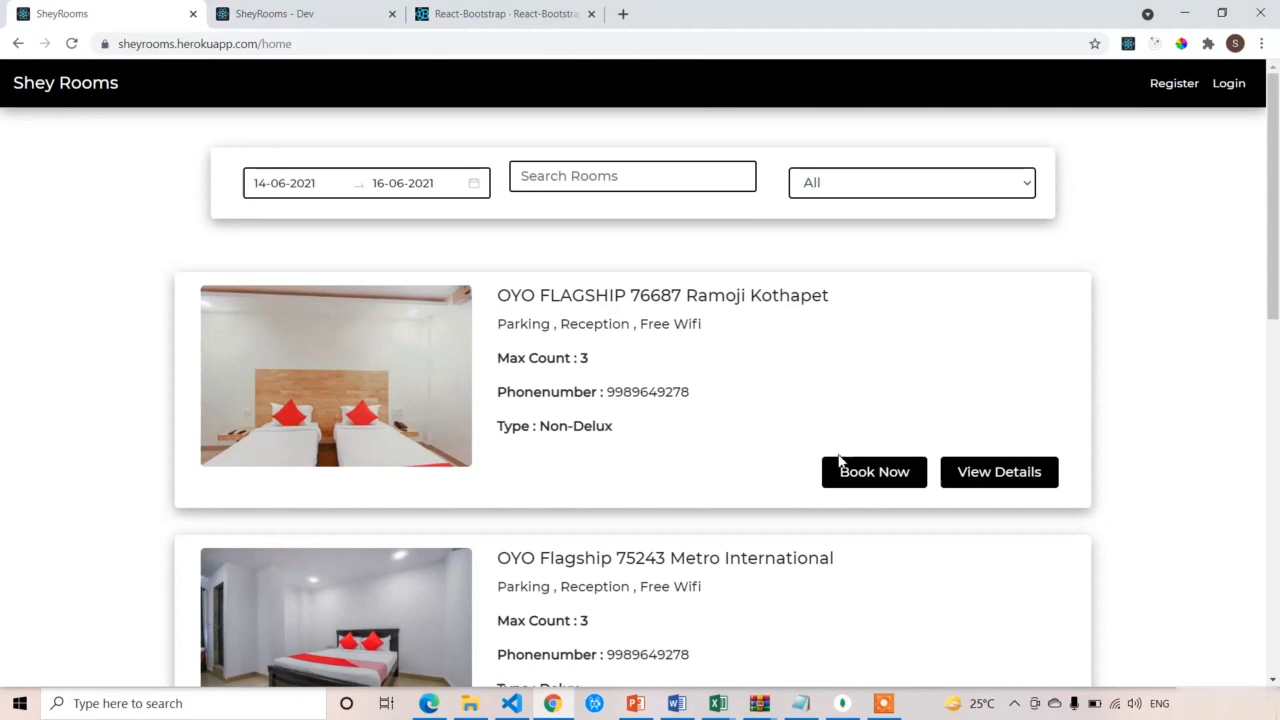 SheyRooms
SheyRooms - Dev
React-Bootstrap · React-Bootstra
sheyrooms.herokuapp.com/home
S
Shey Rooms
Register
Login
14-06-2021
16-06-2021
Search Rooms
All
OYO FLAGSHIP 76687 Ramoji Kothapet
Parking , Reception , Free Wifi
Max Count : 3
Phonenumber : 9989649278
Type : Non-Delux
Book Now
View Details
OYO Flagship 75243 Metro International
Parking , Reception , Free Wifi
Max Count : 3
Phonenumber : 9989649278
Type : Delux
Type here to search
25°C
ENG